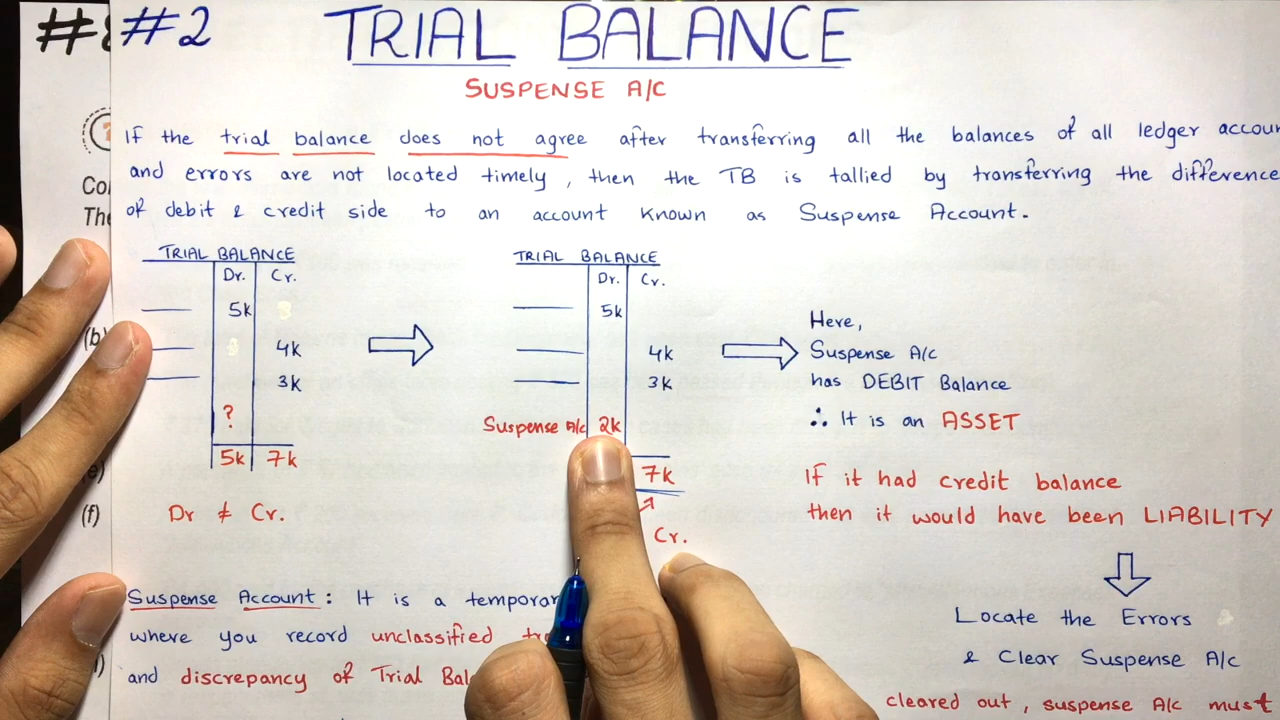 #2 TRIAL BALANCE
SUSPENSE A/C
If the trial balance does not agree after transferring all the balances of all ledger
and errors are not located timely, then the TB is tallied by transferring the difference
of debit & credit side to an account known as Suspense Account.
TRIAL BALANCE
Dr. Cr.
5k
4k
3k
?
5k 7k
Dr ≠ Cr.
TRIAL BALANCE
Dr. Cr.
5k
4k
3k
Suspense A/c 2k
7k
Cr.
Here,
Suspense A/c
has DEBIT Balance
∴ It is an ASSET
If it had credit balance
then it would have been LIABILITY
Locate the Errors
& Clear Suspense A/c
cleared out, suspense A/c must
Suspense Account: It is a
where you record unclassified
and discrepancy of Trial
(b)
(e)
(f)